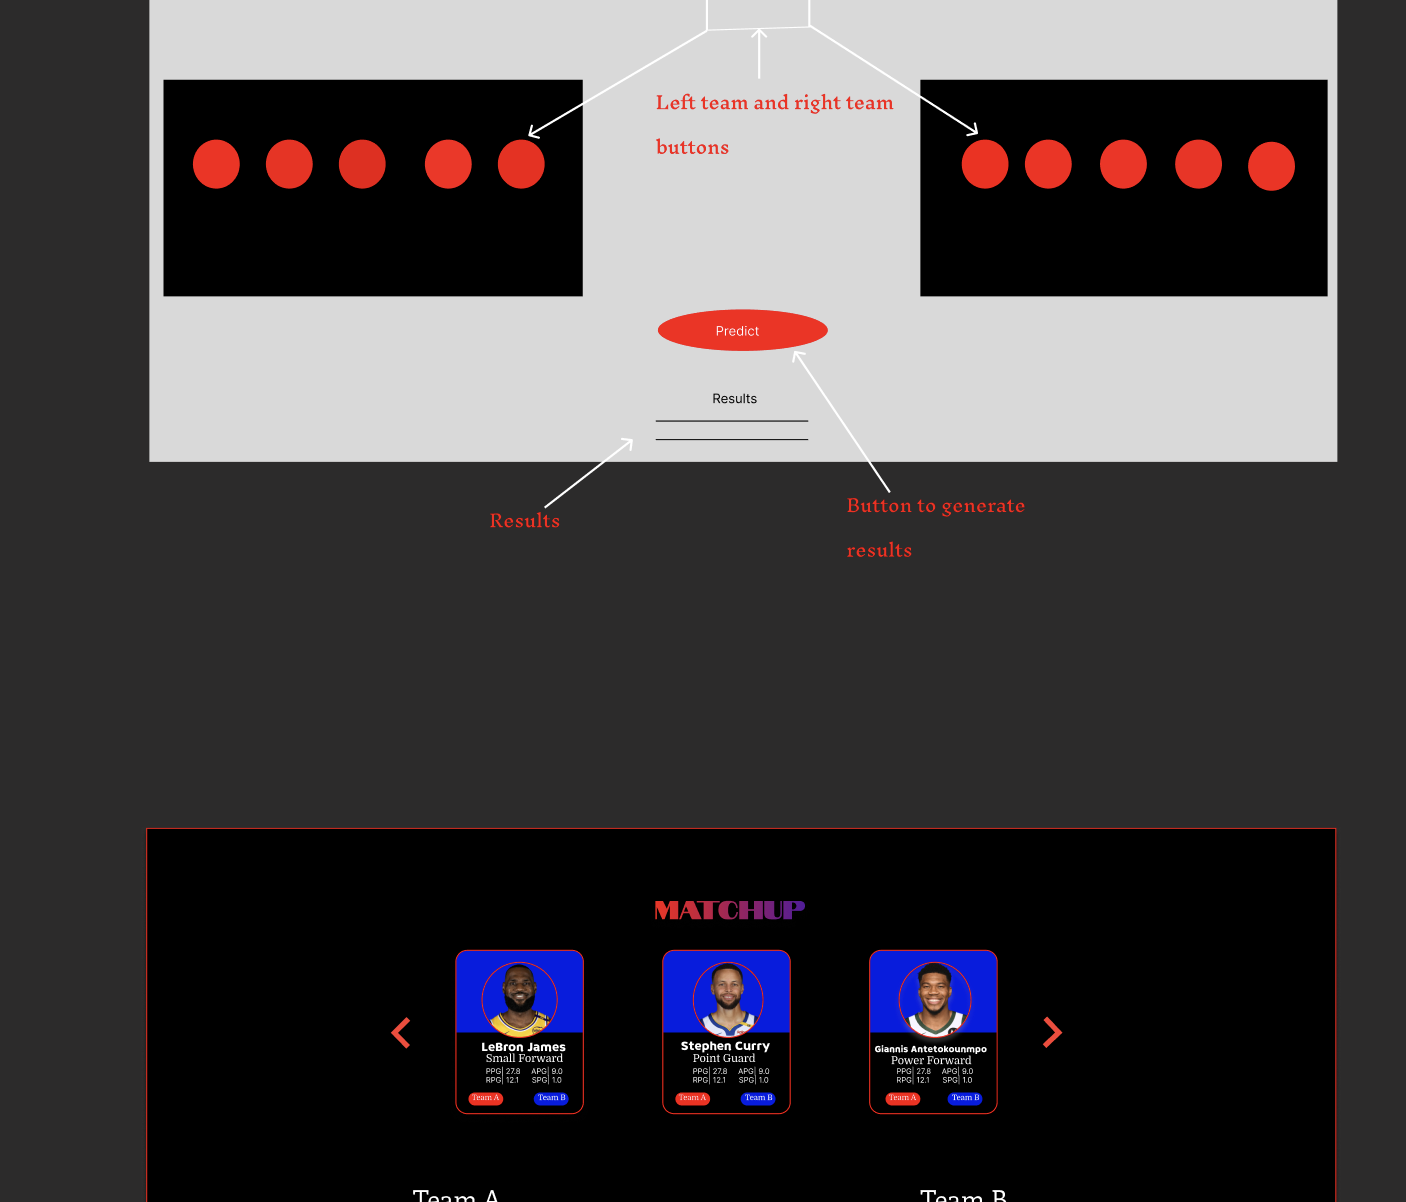 Left team and right team
buttons
Predict
Results
Results
Button to generate
results
MATCHUP
LeBron James
Small Forward
PPG| 27.8 APG| 9.0
RPG| 12.1 SPG| 1.0
Team A Team B
Stephen Curry
Point Guard
PPG| 27.8 APG| 9.0
RPG| 12.1 SPG| 1.0
Team A Team B
Giannis Antetokounmpo
Power Forward
PPG| 27.8 APG| 9.0
RPG| 12.1 SPG| 1.0
Team A Team B
Team A
Team B